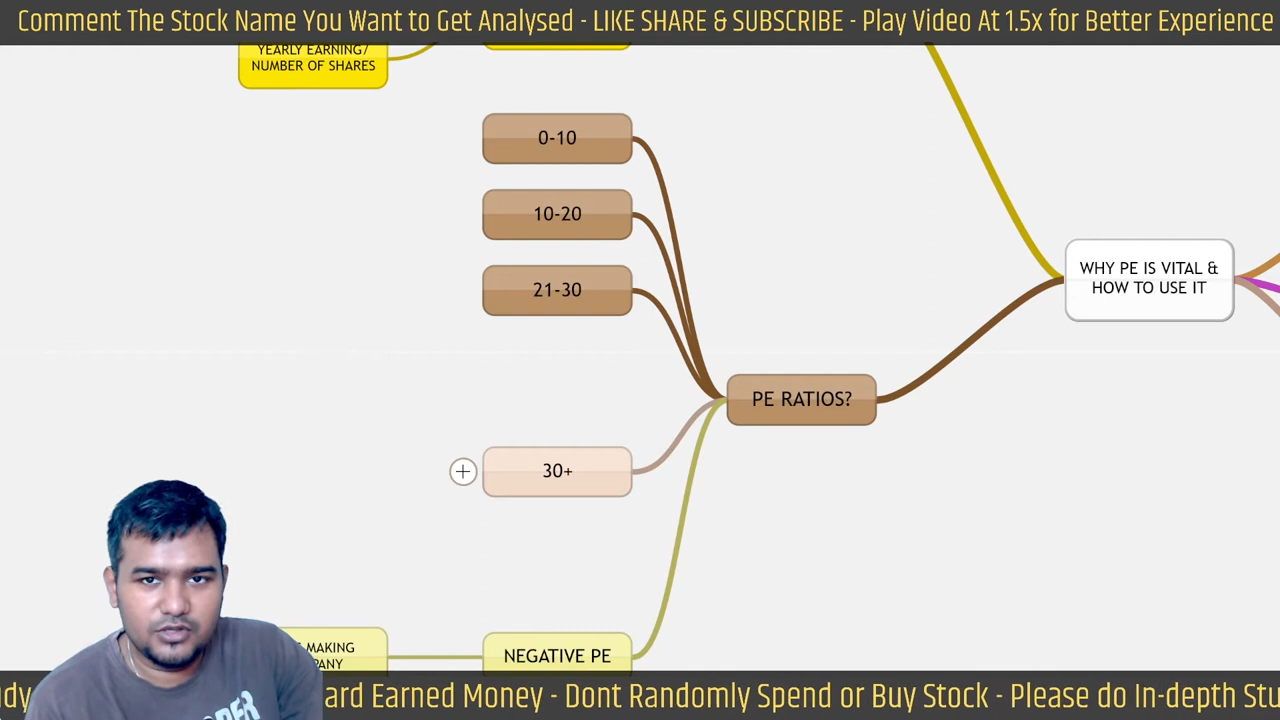 Comment The Stock Name You Want to Get Analysed - LIKE SHARE & SUBSCRIBE - Play Video At 1.5x for Better Experience
YEARLY EARNING/
NUMBER OF SHARES
0-10
10-20
21-30
WHY PE IS VITAL &
HOW TO USE IT
PE RATIOS?
30+
MAKING
NEGATIVE PE
Earned Money - Dont Randomly Spend or Buy Stock - Please do In-depth